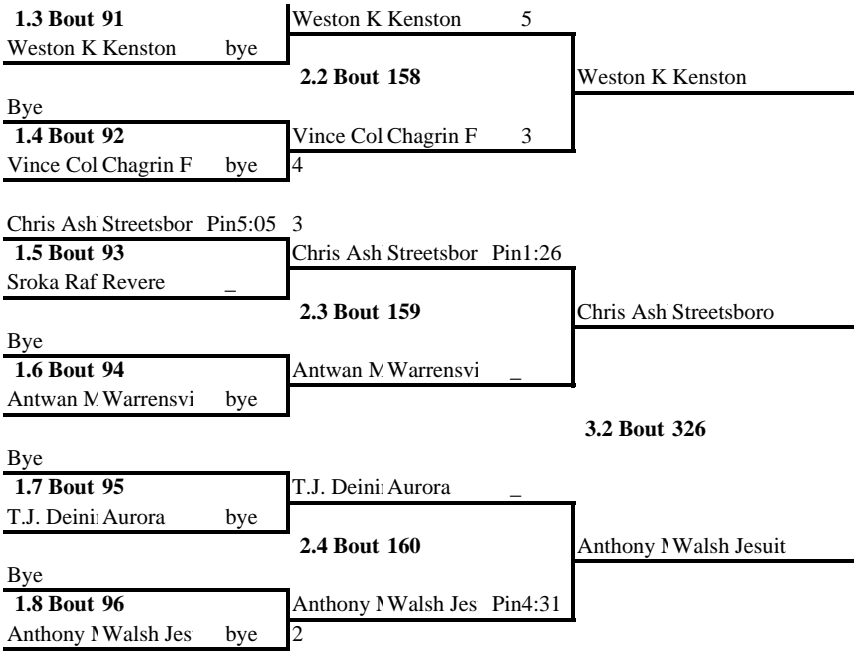 1.3 Bout 91 Weston K Kenston 5
Weston K Kenston bye
2.2 Bout 158 Weston K Kenston
Bye
1.4 Bout 92 Vince Col Chagrin F 3
Vince Col Chagrin F bye 4
Chris Ash Streetsbor Pin5:05 3
1.5 Bout 93 Chris Ash Streetsbor Pin1:26
Sroka Raf Revere _
2.3 Bout 159 Chris Ash Streetsboro
Bye
1.6 Bout 94 Antwan M Warrensvi _
Antwan M Warrensvi bye
3.2 Bout 326
Bye
1.7 Bout 95 T.J. Deini Aurora _
T.J. Deini Aurora bye
2.4 Bout 160 Anthony Walsh Jesuit
Bye
1.8 Bout 96 Anthony Walsh Jes Pin4:31
Anthony Walsh Jes bye 2